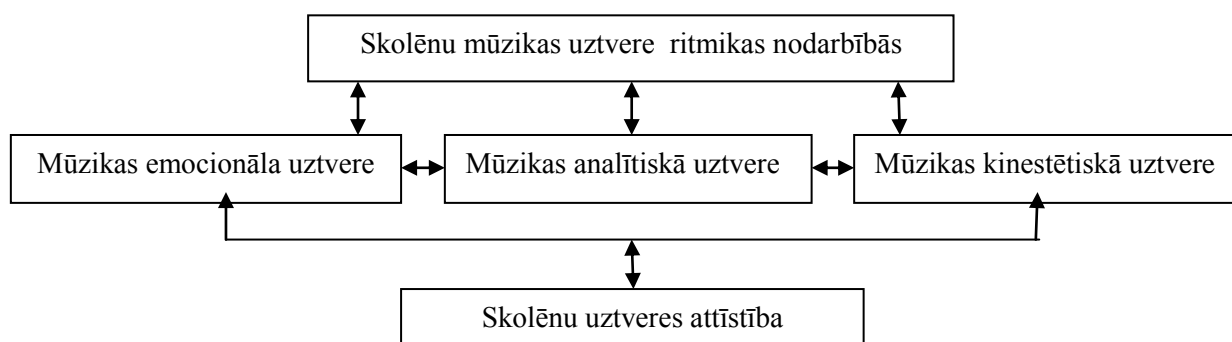 Skolēnu mūzikas uztvere ritmikas nodarbībās
Mūzikas emocionāla uztvere
Mūzikas analītiskā uztvere
Mūzikas kinestētiskā uztvere
Skolēnu uztveres attīstība